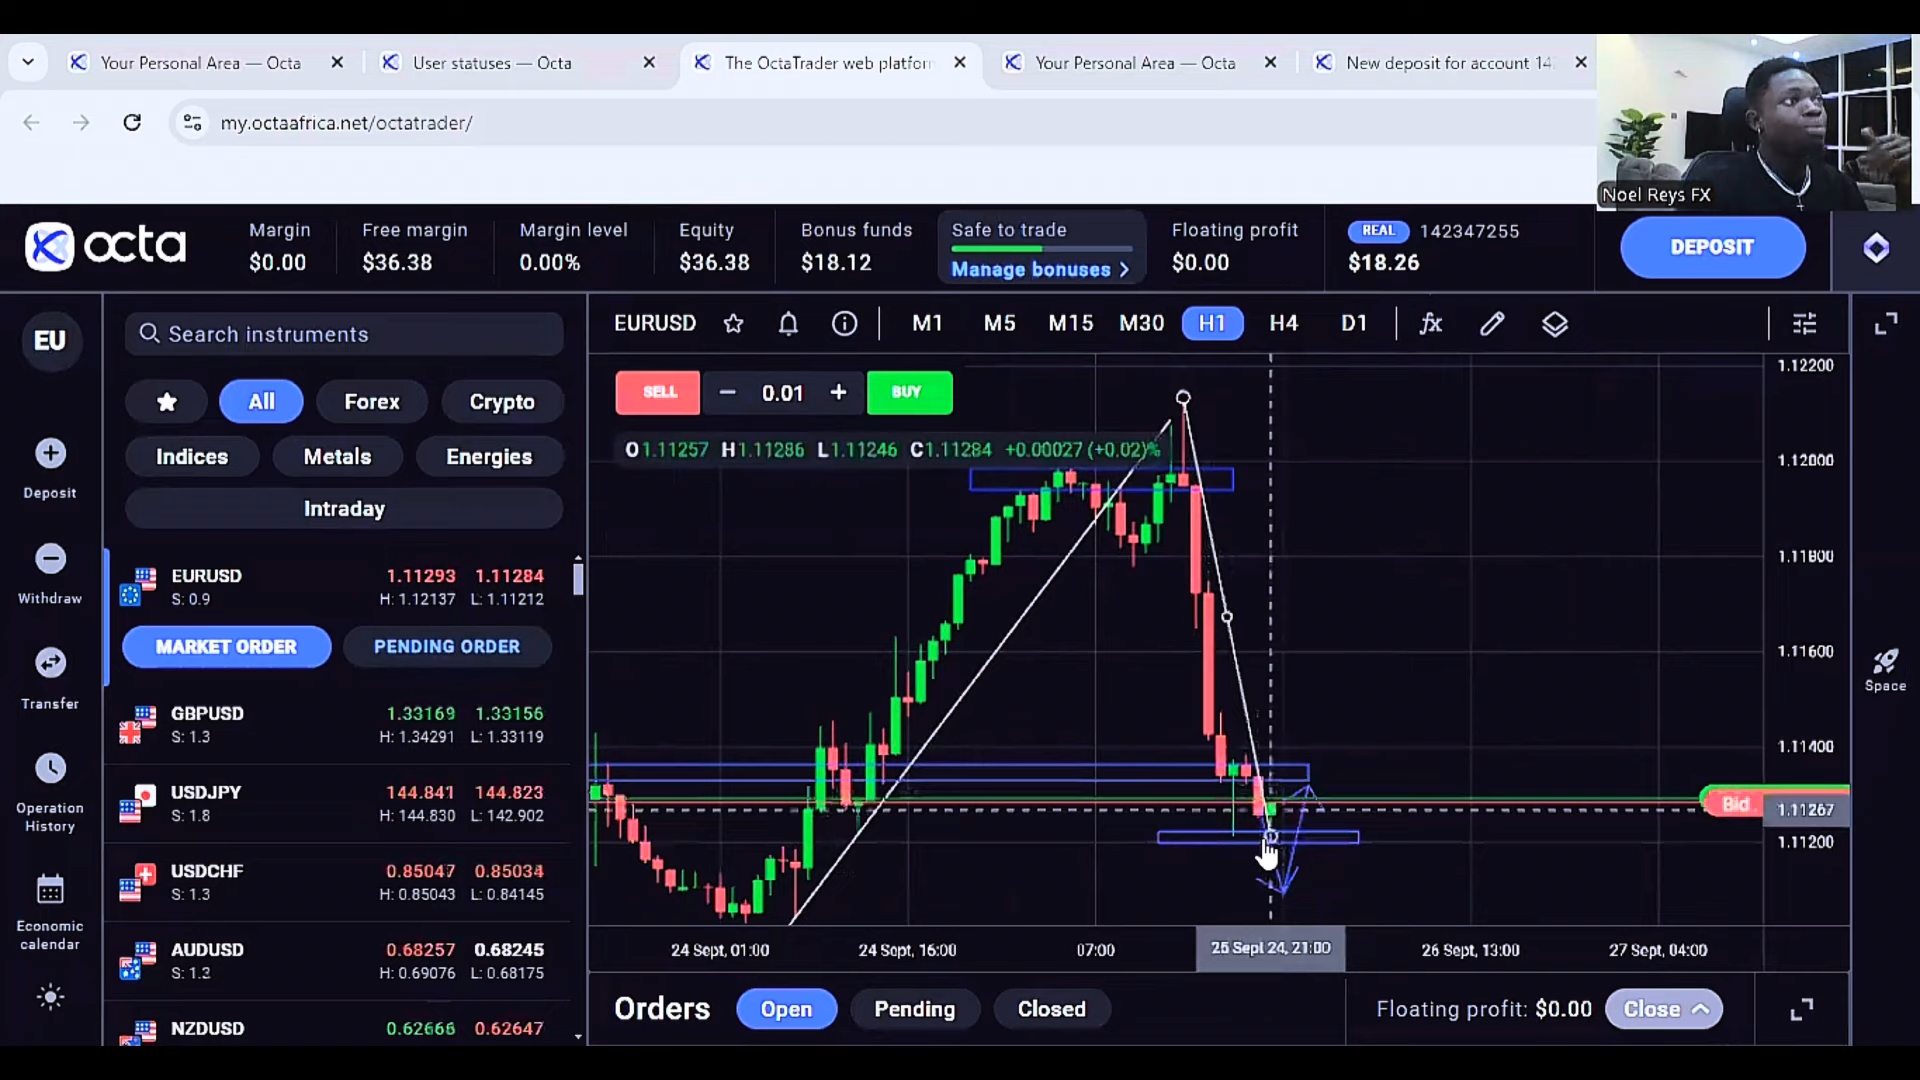 Your Personal Area — Octa
User statuses — Octa
The OctaTrader web platforn
Your Personal Area — Octa
New deposit for account 14
my.octaafrica.net/octatrader/
Noel Reys FX
octa
Margin
$0.00
Free margin
$36.38
Margin level
0.00%
Equity
$36.38
Bonus funds
$18.12
Safe to trade
Manage bonuses
Floating profit
$0.00
REAL 142347255
$18.26
DEPOSIT
EU
Deposit
Withdraw
Transfer
Operation
History
Economic
calendar
Search instruments
All Forex Crypto
Indices Metals Energies
Intraday
EURUSD 1.11293 1.11284
S: 0.9 H: 1.12137 L: 1.11212
MARKET ORDER PENDING ORDER
GBPUSD 1.33169 1.33156
S: 1.3 H: 1.34291 L: 1.33119
USDJPY 144.841 144.823
S: 1.8 H: 144.830 L: 142.902
USDCHF 0.85047 0.85034
S: 1.3 H: 0.85043 L: 0.84145
AUDUSD 0.68257 0.68245
S: 1.2 H: 0.69076 L: 0.68175
NZDUSD 0.62666 0.62647
EURUSD M1 M5 M15 M30 H1 H4 D1 fx
SELL 0.01 BUY
O1.11257 H1.11286 L1.11246 C1.11284 +0.00027 (+0.02)%
1.12200
1.12000
1.11800
1.11600
1.11400
Bid 1.11267
1.11200
24 Sept, 01:00 24 Sept, 16:00 07:00 25 Sept 24, 21:00 26 Sept, 13:00 27 Sept, 04:00
Space
Orders Open Pending Closed
Floating profit: $0.00 Close